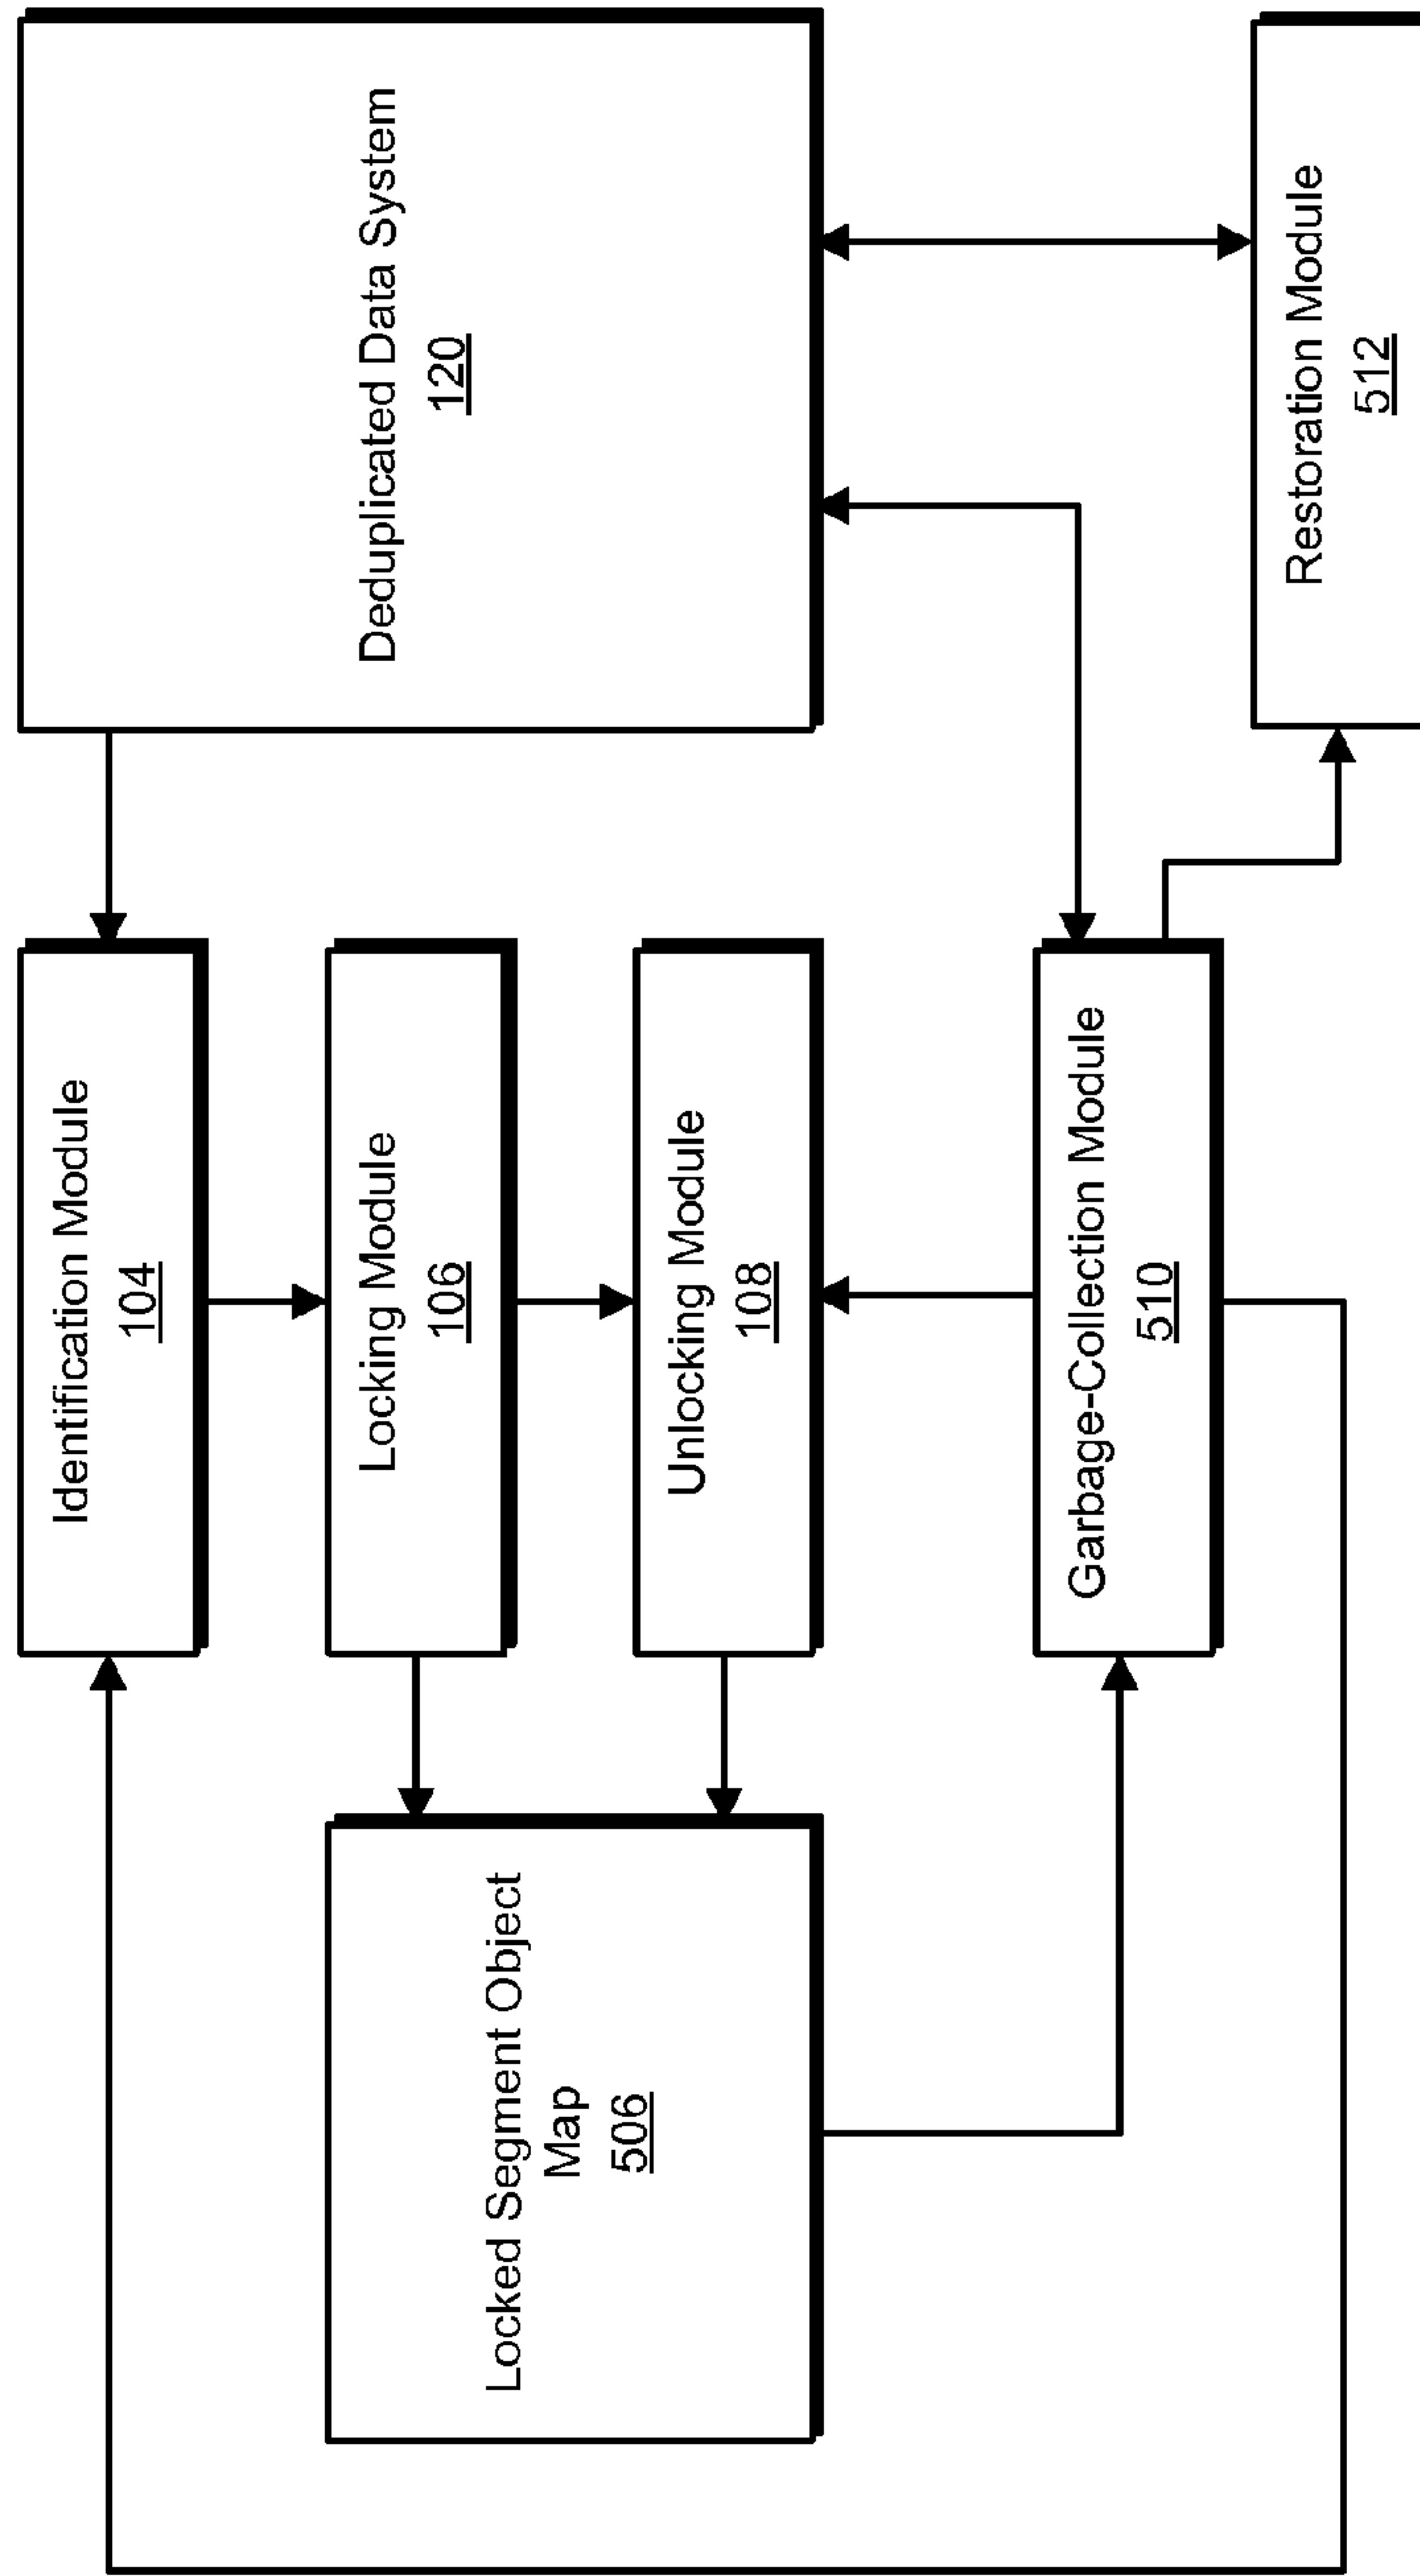 Identification Module
104
Locking Module
106
Unlocking Module
108
Locked Segment Object
Map
506
Deduplicated Data System
120
Garbage-Collection Module
510
Restoration Module
512